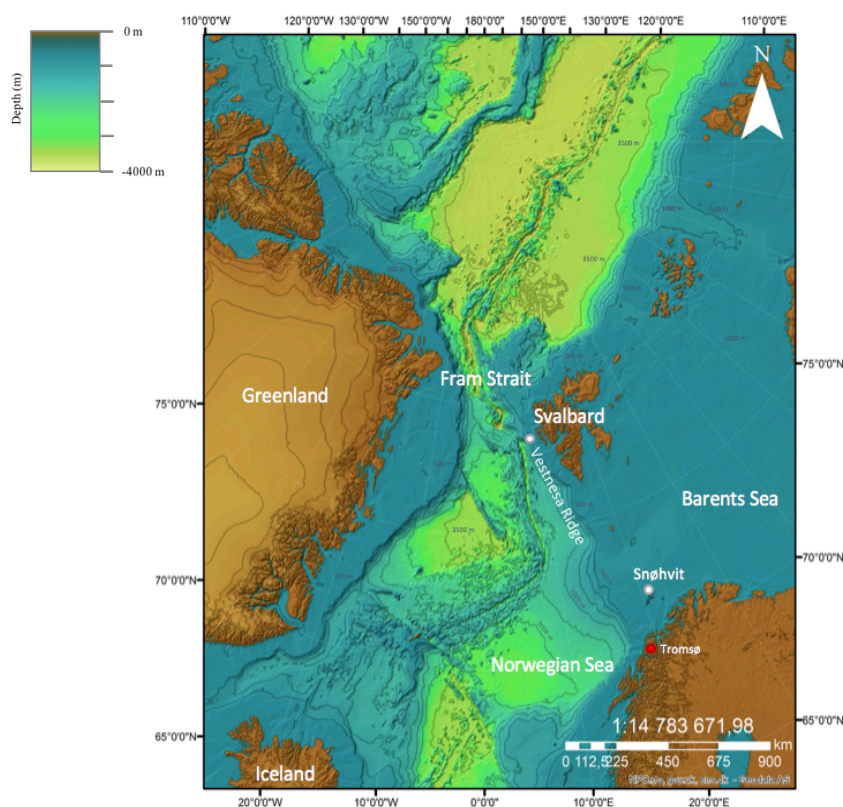 110°0'0"W 120°0'0"W 130°0'0"W 150°0'0"W 180°0'0"W 150°0'0"E 130°0'0"E 120°0'0"E 110°0'0"E
0 m
Depth (m)
-4000 m
N
3500 m
3500 m
Fram Strait
75°0'0"N
Greenland
75°0'0"N
Svalbard
Vestnesa Ridge
Barents Sea
3500 m
70°0'0"N
70°0'0"N
Snøhvit
Tromsø
Norwegian Sea
65°0'0"N
65°0'0"N
1:14 783 671,98
km
0 112,5 225 450 675 900
Iceland
20°0'0"W 10°0'0"W 0°0'0"E 10°0'0"E 20°0'0"E